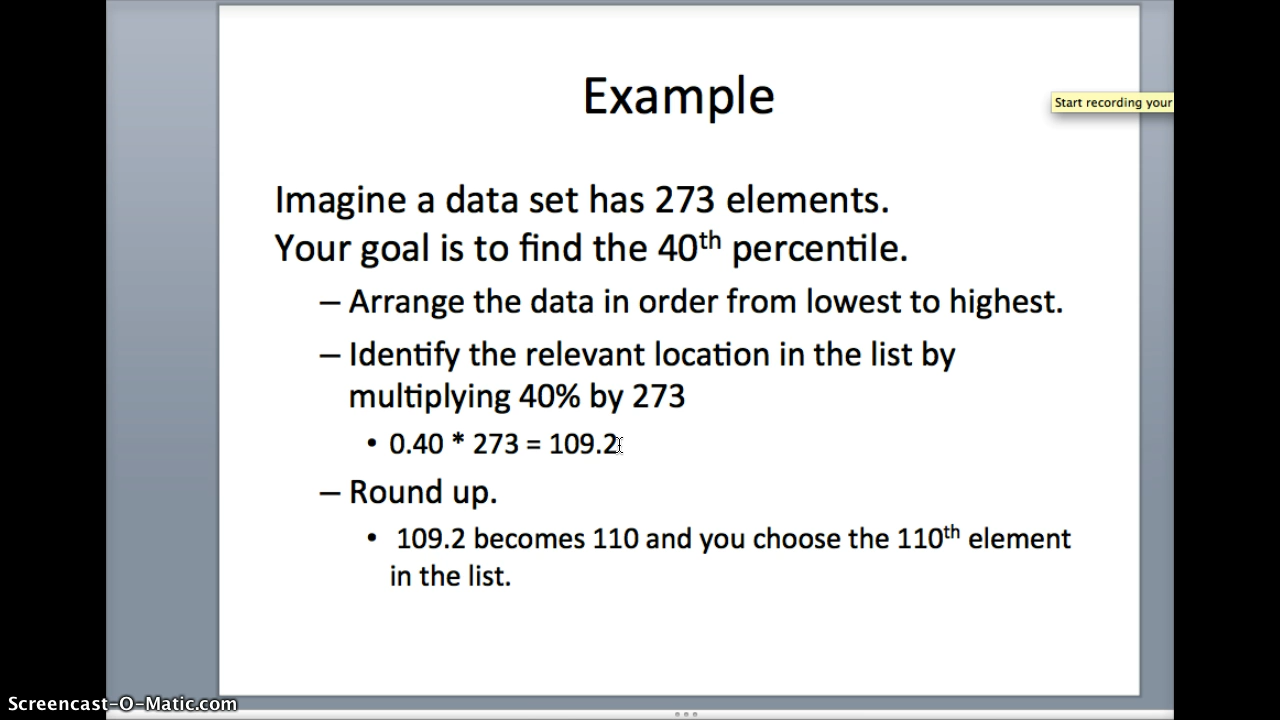 Example
Start recording your
Imagine a data set has 273 elements.
Your goal is to find the 40th percentile.
– Arrange the data in order from lowest to highest.
– Identify the relevant location in the list by
multiplying 40% by 273
• 0.40 * 273 = 109.2
– Round up.
• 109.2 becomes 110 and you choose the 110th element
in the list.
Screencast-O-Matic.com